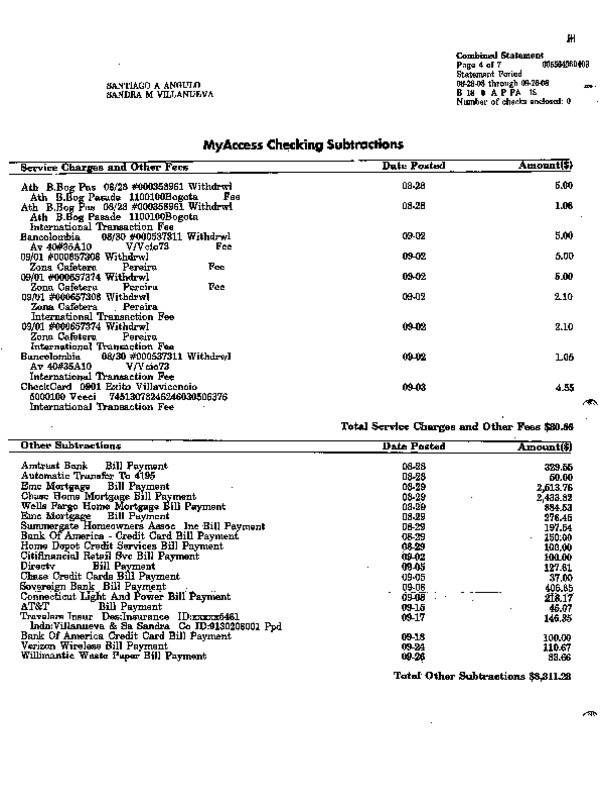 H
Combined Statement
Page 4 of 7
Statement Period
08-28-08 through 09-26-08
B 18 0 A P PA 18
Number of checks enclosed: 0
SANTIAGO A ANGULO
SANDRA M VILLANUEVA
MyAccess Checking Subtractions
Service Charges and Other Fees Date Posted Amount($)
Ath B.Bog Pas 08/28 #000358961 Withdrwl 08-28 5.00
Ath B.Bog Pasade 1100100Bogota Fee
Ath B.Bog Pas 08/28 #000358961 Withdrwl 08-28 1.06
Ath B.Bog Pasade 1100100Bogota
International Transaction Fee
Bancolombia 08/30 #000537311 Withdrwl 09-02 5.00
Av 40#35A10 V/Vcio73 Fee
09/01 #000657308 Withdrwl 09-02 5.00
Zona Cafetera Pereira Fee
09/01 #000657374 Withdrwl 09-02 5.00
Zona Cafetera Pereira Fee
09/01 #000657308 Withdrwl 09-02 2.10
Zona Cafetera Pereira
International Transaction Fee
09/01 #000657374 Withdrwl 09-02 2.10
Zona Cafetera Pereira
International Transaction Fee
Bancolombia 08/30 #000537311 Withdrwl 09-02 1.05
Av 40#35A10 V/Vcio73
International Transaction Fee
CheckCard 0901 Exito Villavicencio 09-03 4.55
5000100 Vecci 74513078246246030506376
International Transaction Fee
Total Service Charges and Other Fees $30.86
Other Subtractions Date Posted Amount($)
Amtrust Bank Bill Payment 08-28 329.55
Automatic Transfer To 4195 08-28 50.00
Emc Mortgage Bill Payment 08-29 2,513.76
Chase Home Mortgage Bill Payment 08-29 2,433.82
Wells Fargo Home Mortgage Bill Payment 08-29 884.53
Emc Mortgage Bill Payment 08-29 276.45
Summergate Homeowners Assoc Inc Bill Payment 08-29 197.54
Bank Of America - Credit Card Bill Payment 08-29 150.00
Home Depot Credit Services Bill Payment 08-29 100.00
Citifinancial Retail Svc Bill Payment 09-02 100.00
Directv Bill Payment 09-05 127.61
Chase Credit Cards Bill Payment 09-05 37.00
Sovereign Bank Bill Payment 09-08 406.85
Connecticut Light And Power Bill Payment 09-08 218.17
AT&T Bill Payment 09-15 45.07
Travelers Insur Des:Insurance ID:xxxxx6461 09-17 146.35
Indn:Villanueva & Sa Sandra Co ID:9130208001 Ppd
Bank Of America Credit Card Bill Payment 09-18 100.00
Verizon Wireless Bill Payment 09-24 110.67
Willimantic Waste Paper Bill Payment 09-26 83.66
Total Other Subtractions $8,311.23